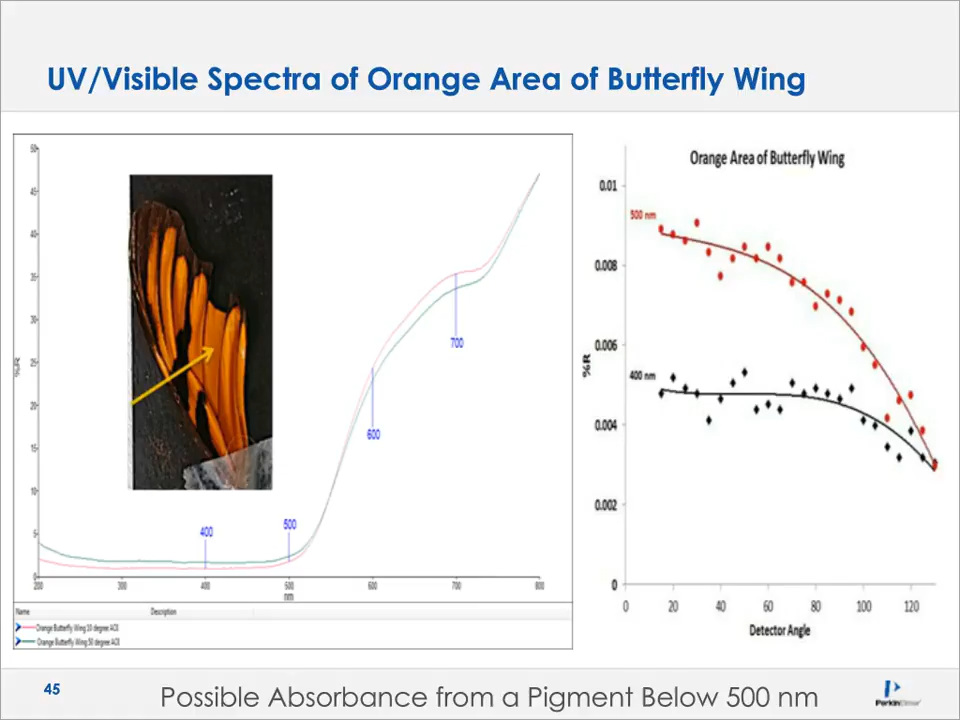 UV/Visible Spectra of Orange Area of Butterfly Wing
50
45
40
35
30
25
20
15
10
5
%R
400
500
600
700
200 300 400 500 600 700 800
nm
Name Description
Orange Butterfly Wing 10 degree AOI
Orange Butterfly Wing 50 degree AOI
Orange Area of Butterfly Wing
0.01
0.008
0.006
0.004
0.002
0
%R
500 nm
400 nm
0 20 40 60 80 100 120
Detector Angle
45
Possible Absorbance from a Pigment Below 500 nm
PerkinElmer